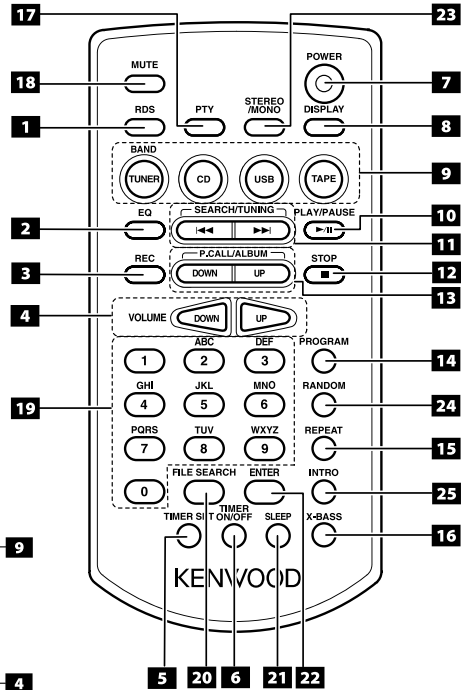 17
23
MUTE
POWER
18
7
RDS
PTY
STEREO
/MONO
DISPLAY
1
8
BAND
TUNER
CD
USB
TAPE
9
EQ
SEARCH/TUNING
PLAY/PAUSE
10
2
11
REC
P.CALL/ALBUM
STOP
3
DOWN
UP
12
13
4
VOLUME
DOWN
UP
ABC
DEF
PROGRAM
1
2
3
14
GHI
JKL
MNO
RANDOM
19
4
5
6
24
PQRS
TUV
WXYZ
REPEAT
7
8
9
15
FILE SEARCH
ENTER
INTRO
0
25
TIMER SET
TIMER
ON/OFF
SLEEP
X-BASS
16
9
KENWOOD
4
5
20
6
21
22